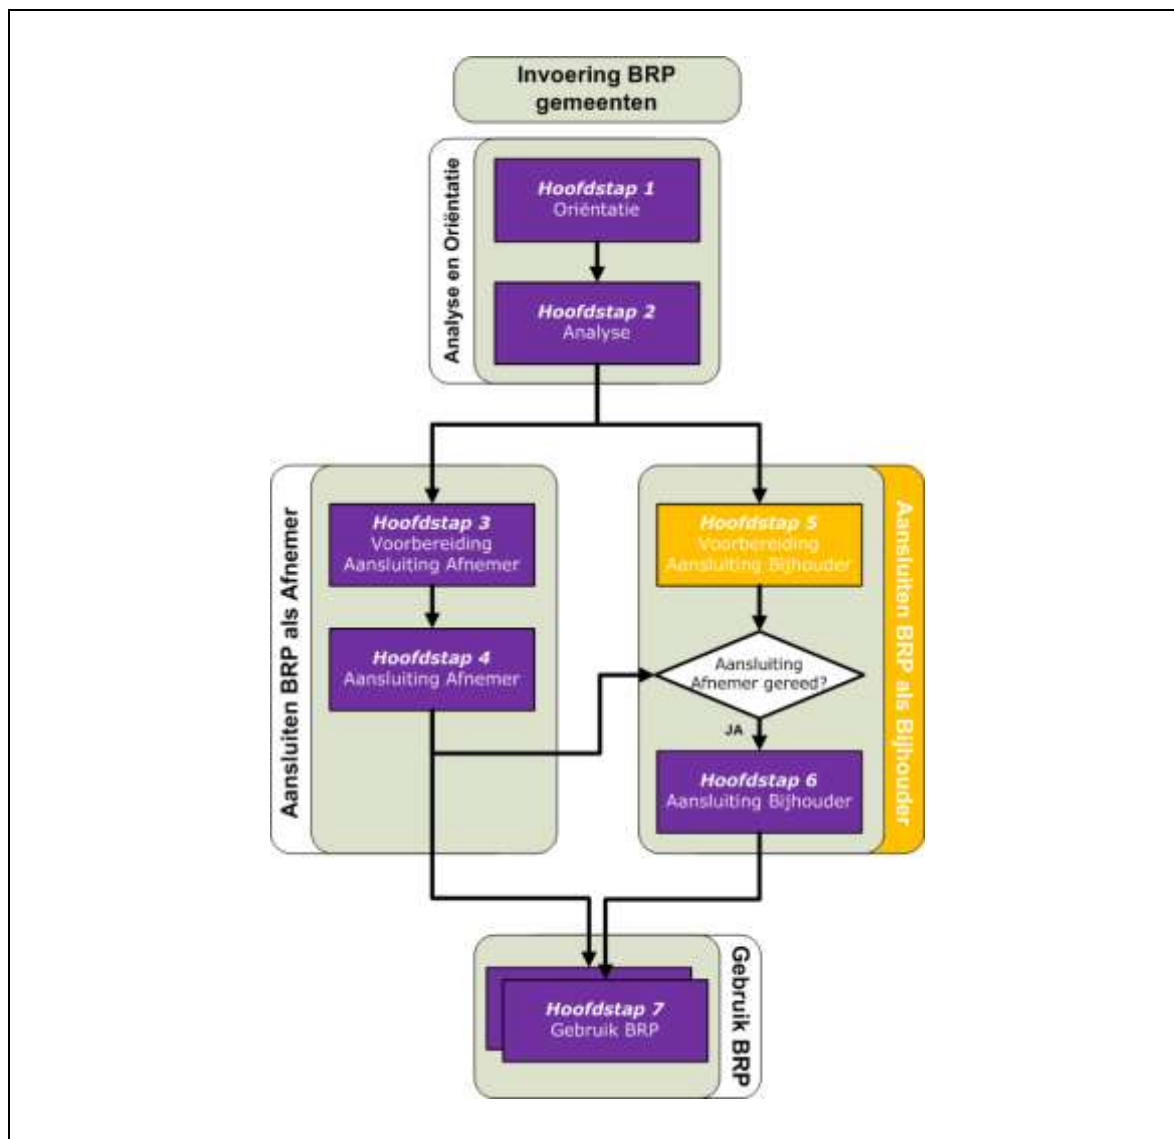 Invoering BRP
gemeenten
Analyse en Oriëntatie
Hoofdstap 1
Oriëntatie
Hoofdstap 2
Analyse
Aansluiten BRP als Afnemer
Hoofdstap 3
Voorbereiding
Aansluiting Afnemer
Hoofdstap 4
Aansluiting Afnemer
Hoofdstap 5
Voorbereiding
Aansluiting Bijhouder
Aansluiting
Afnemer gereed?
JA
Hoofdstap 6
Aansluiting Bijhouder
Aansluiten BRP als Bijhouder
Hoofdstap 7
Gebruik BRP
Gebruik BRP